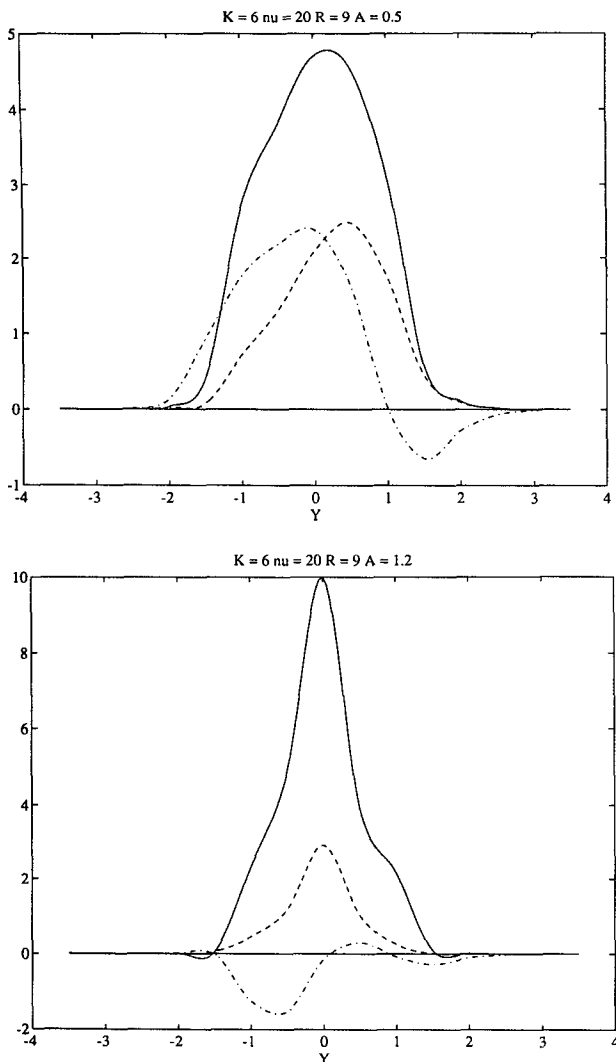 K = 6 nu = 20 R = 9 A = 0.5
5
4
3
2
1
0
-1
-4 -3 -2 -1 0 1 2 3 4
Y
K = 6 nu = 20 R = 9 A = 1.2
10
8
6
4
2
0
-2
-4 -3 -2 -1 0 1 2 3 4
Y